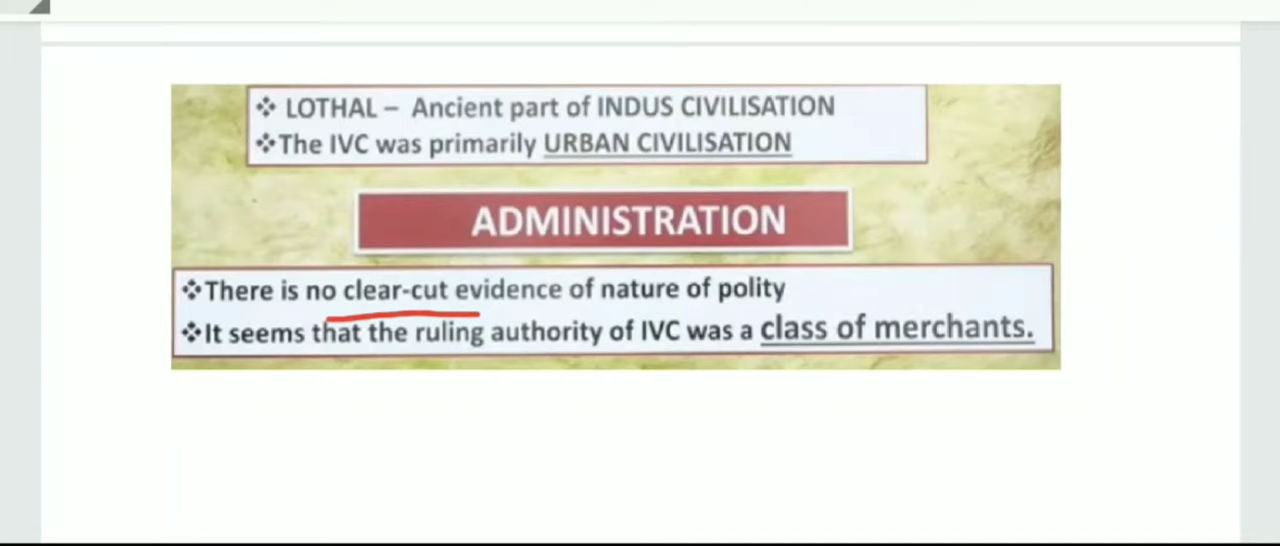 ❖ LOTHAL – Ancient part of INDUS CIVILISATION
❖The IVC was primarily URBAN CIVILISATION
ADMINISTRATION
❖There is no clear-cut evidence of nature of polity
❖It seems that the ruling authority of IVC was a class of merchants.